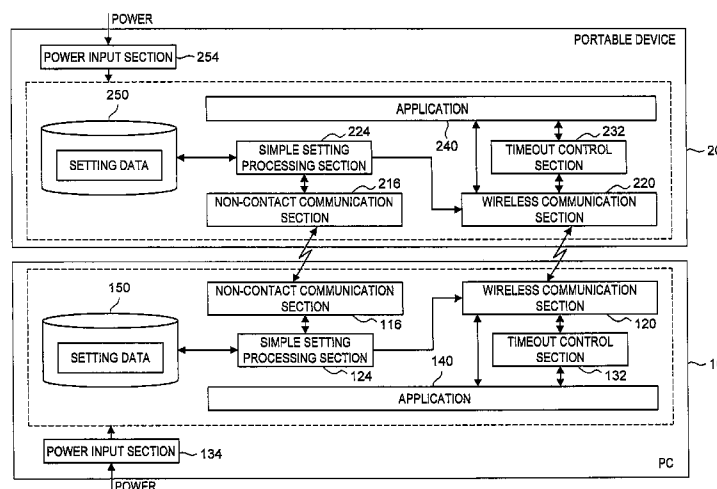 POWER
PORTABLE DEVICE
POWER INPUT SECTION
254
250
APPLICATION
240
SETTING DATA
224
SIMPLE SETTING
PROCESSING SECTION
232
TIMEOUT CONTROL
SECTION
20
216
NON-CONTACT COMMUNICATION
SECTION
220
WIRELESS COMMUNICATION
SECTION
150
NON-CONTACT COMMUNICATION
SECTION
116
WIRELESS COMMUNICATION
SECTION
120
SETTING DATA
SIMPLE SETTING
PROCESSING SECTION
124
TIMEOUT CONTROL
SECTION
132
140
APPLICATION
POWER INPUT SECTION
134
PC
POWER